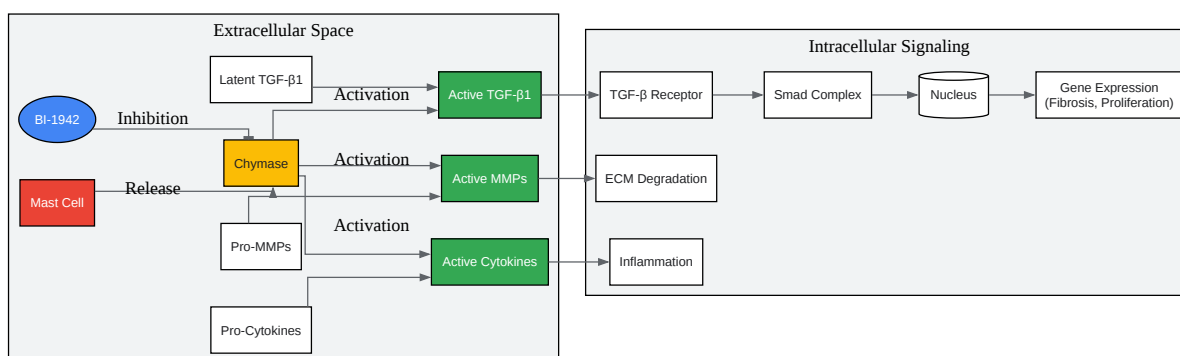 Extracellular Space
Intracellular Signaling
Latent TGF-β1
Activation
Active TGF-β1
TGF-β Receptor
Smad Complex
Nucleus
Gene Expression
(Fibrosis, Proliferation)
BI-1942
Inhibition
Chymase
Activation
Active MMPs
ECM Degradation
Mast Cell
Release
Pro-MMPs
Activation
Active Cytokines
Inflammation
Pro-Cytokines